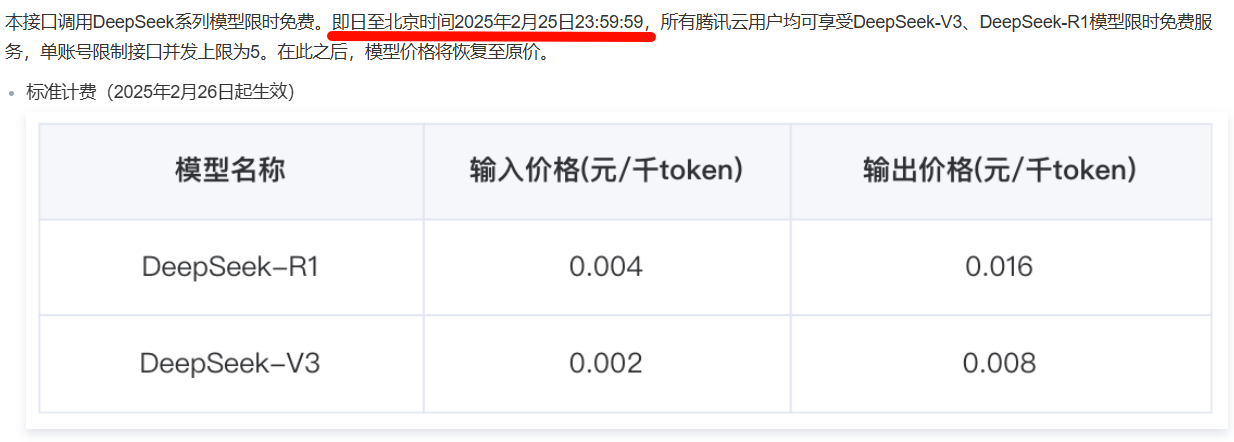 本接口调用DeepSeek系列模型限时免费。即日至北京时间2025年2月25日23:59:59，所有腾讯云用户均可享受DeepSeek-V3、DeepSeek-R1模型限时免费服
务，单账号限制接口并发上限为5。在此之后，模型价格将恢复至原价。
• 标准计费（2025年2月26日起生效）
模型名称 输入价格(元/千token) 输出价格(元/千token)
DeepSeek-R1 0.004 0.016
DeepSeek-V3 0.002 0.008